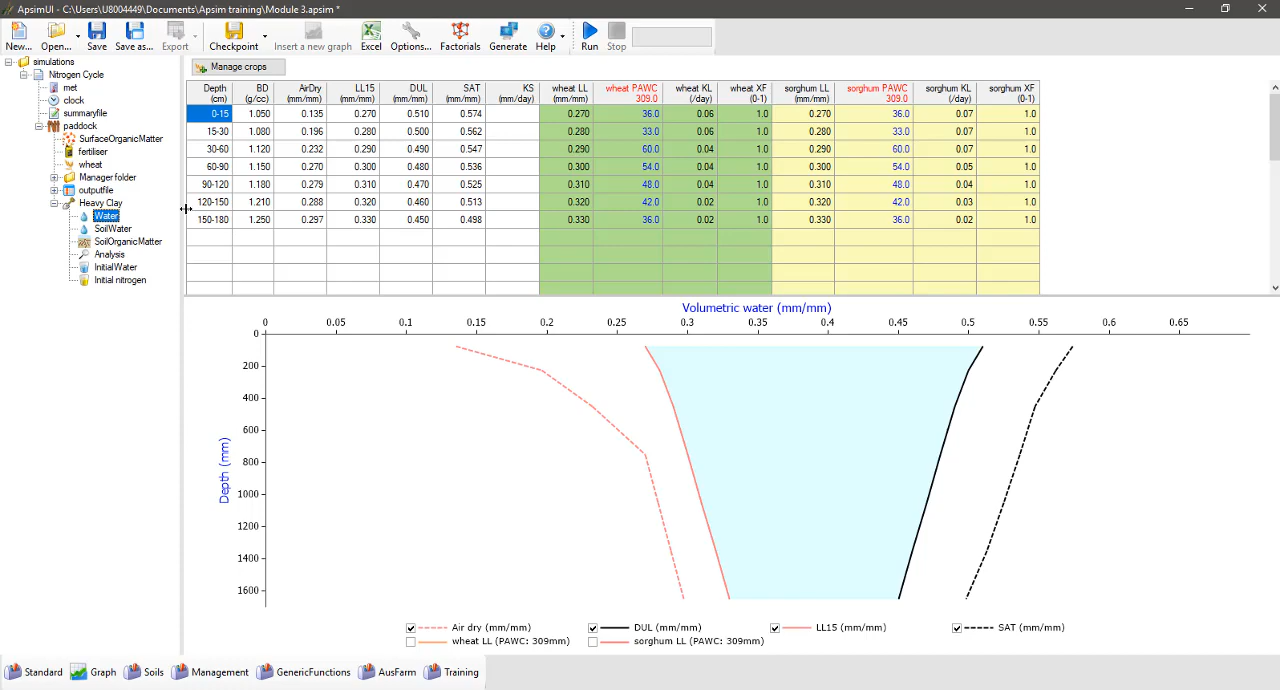 ApsimUI - C:\Users\U8004449\Documents\Apsim training\Module 3.apsim *
New... Open... Save Save as... Export Checkpoint Insert a new graph Excel Options... Factorials Generate Help Run Stop
simulations
Nitrogen Cycle
met
clock
summaryfile
paddock
SurfaceOrganicMatter
fertiliser
wheat
Manager folder
outputfile
Heavy Clay
Water
SoilWater
SoilOrganicMatter
Analysis
InitialWater
Initial nitrogen
Manage crops
Depth BD AirDry LL15 DUL SAT KS wheat LL wheat PAWC wheat KL wheat XF sorghum LL sorghum PAWC sorghum KL sorghum XF
(cm) (g/cc) (mm/mm) (mm/mm) (mm/mm) (mm/mm) (mm/day) (mm/mm) 309.0 (/day) (0-1) (mm/mm) 309.0 (/day) (0-1)
0-15 1.050 0.135 0.270 0.510 0.574 0.270 36.0 0.06 1.0 0.270 36.0 0.07 1.0
15-30 1.080 0.196 0.280 0.500 0.562 0.280 33.0 0.06 1.0 0.280 33.0 0.07 1.0
30-60 1.120 0.232 0.290 0.490 0.547 0.290 60.0 0.04 1.0 0.290 60.0 0.07 1.0
60-90 1.150 0.270 0.300 0.480 0.536 0.300 54.0 0.04 1.0 0.300 54.0 0.05 1.0
90-120 1.180 0.279 0.310 0.470 0.525 0.310 48.0 0.04 1.0 0.310 48.0 0.04 1.0
120-150 1.210 0.288 0.320 0.460 0.513 0.320 42.0 0.02 1.0 0.320 42.0 0.03 1.0
150-180 1.250 0.297 0.330 0.450 0.498 0.330 36.0 0.02 1.0 0.330 36.0 0.02 1.0
Volumetric water (mm/mm)
0 0.05 0.1 0.15 0.2 0.25 0.3 0.35 0.4 0.45 0.5 0.55 0.6 0.65
0
200
400
600
800
1000
1200
1400
1600
Depth (mm)
Air dry (mm/mm) DUL (mm/mm) LL15 (mm/mm) SAT (mm/mm)
wheat LL (PAWC: 309mm) sorghum LL (PAWC: 309mm)
Standard Graph Soils Management GenericFunctions AusFarm Training